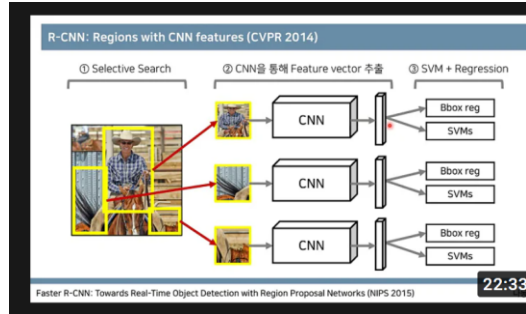 R-CNN: Regions with CNN features (CVPR 2014)
① Selective Search
② CNN을 통해 Feature vector 추출
③ SVM + Regression
CNN
Bbox reg
SVMs
CNN
Bbox reg
SVMs
CNN
Bbox reg
SVMs
Faster R-CNN: Towards Real-Time Object Detection with Region Proposal Networks (NIPS 2015)
22:33